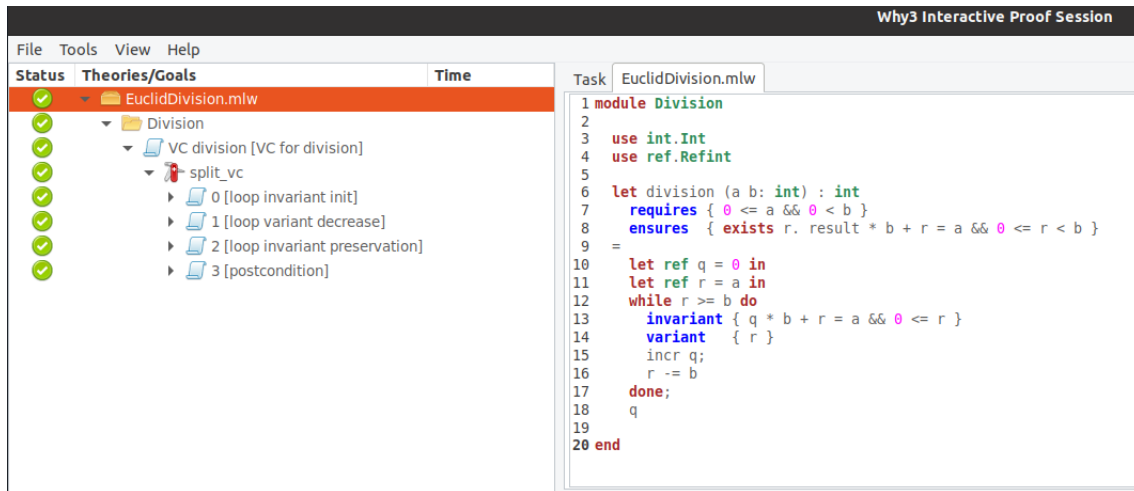 Why3 Interactive Proof Session
File Tools View Help
Status Theories/Goals Time
EuclidDivision.mlw
Division
VC division [VC for division]
split_vc
0 [loop invariant init]
1 [loop variant decrease]
2 [loop invariant preservation]
3 [postcondition]
Task EuclidDivision.mlw
1 module Division
2
3 use int.Int
4 use ref.Refint
5
6 let division (a b: int) : int
7 requires { 0 <= a && 0 < b }
8 ensures { exists r. result * b + r = a && 0 <= r < b }
9 =
10 let ref q = 0 in
11 let ref r = a in
12 while r >= b do
13 invariant { q * b + r = a && 0 <= r }
14 variant { r }
15 incr q;
16 r -= b
17 done;
18 q
19
20 end